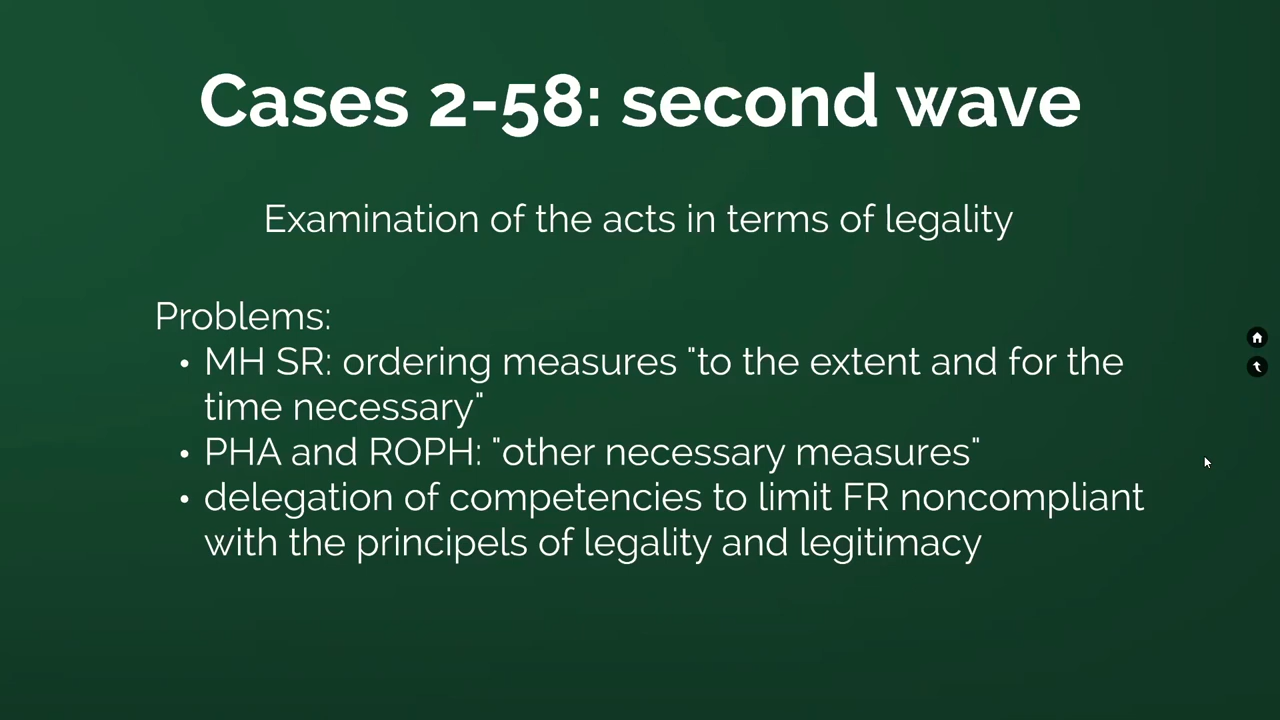 Cases 2-58: second wave
Examination of the acts in terms of legality
Problems:
• MH SR: ordering measures "to the extent and for the
time necessary"
• PHA and ROPH: "other necessary measures"
• delegation of competencies to limit FR noncompliant
with the principels of legality and legitimacy